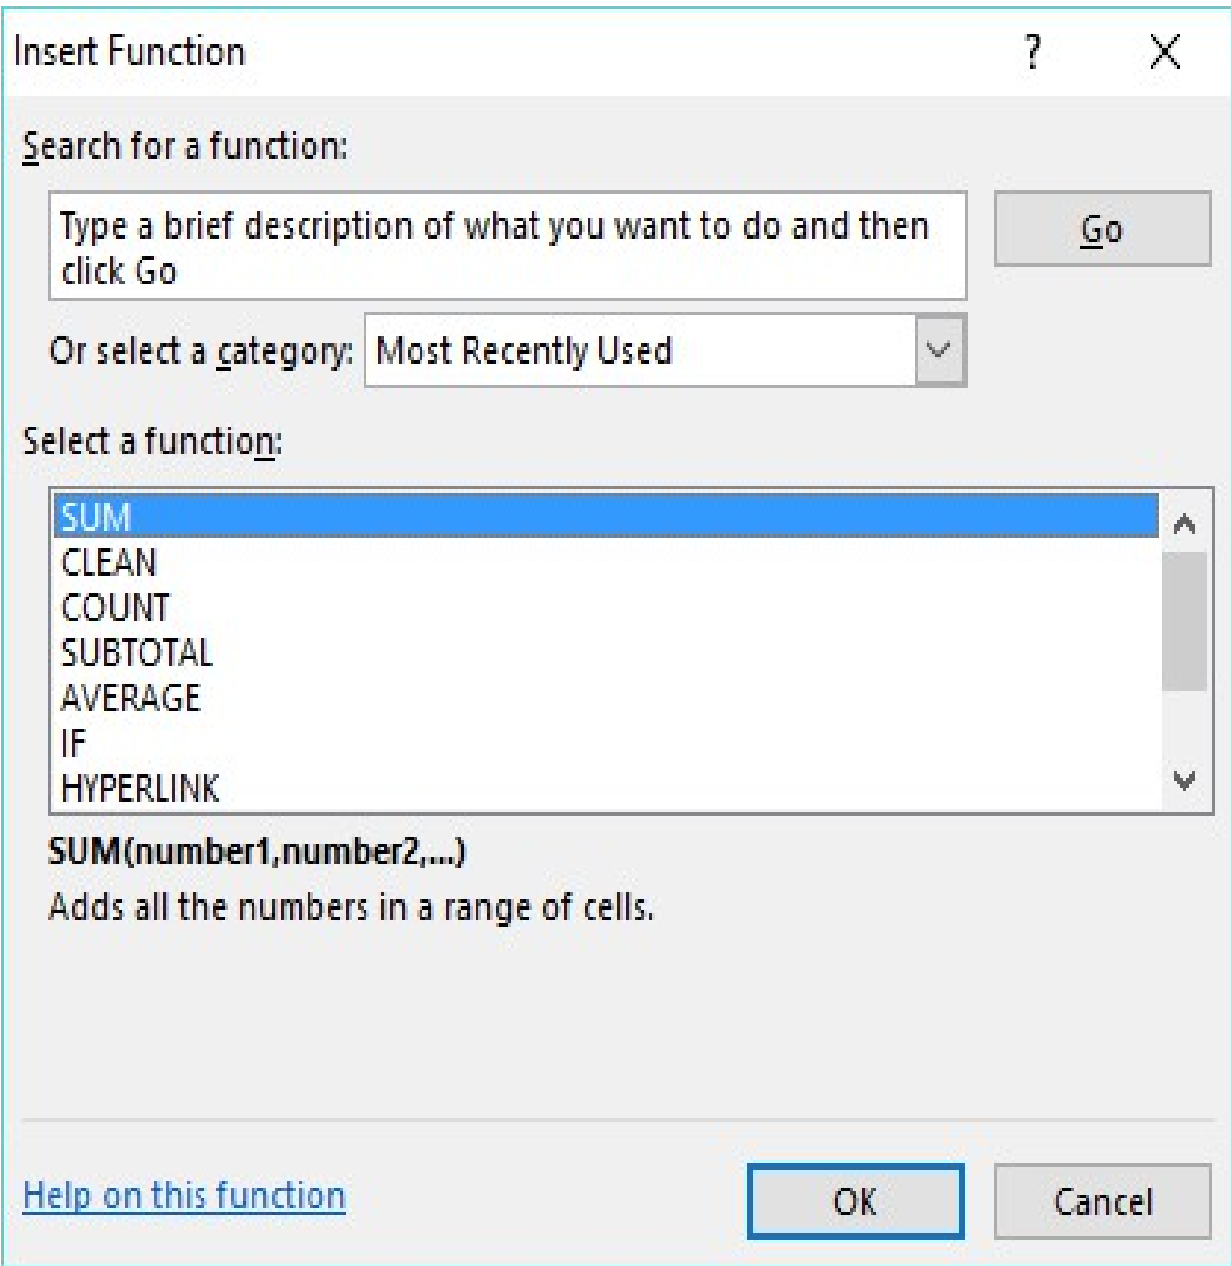 Insert Function ?
Search for a function:
Type a brief description of what you want to do and then
click Go
Go
Or select a category: Most Recently Used
Select a function:
SUM
CLEAN
COUNT
SUBTOTAL
AVERAGE
IF
HYPERLINK
SUM(number1,number2,...)
Adds all the numbers in a range of cells.
Help on this function OK Cancel